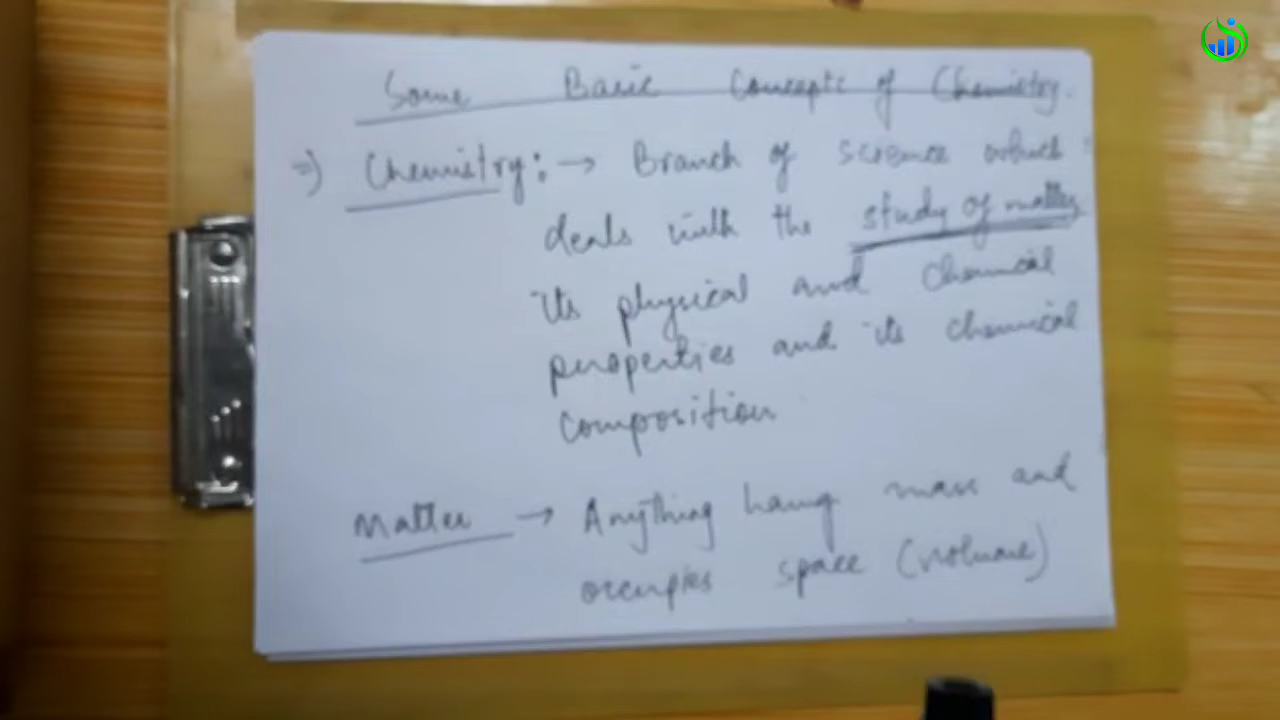 Some Basic Concepts of Chemistry.
⇒ Chemistry: → Branch of science which
deals with the study of matter
its physical and chemical
properties and its chemical
composition
Matter → Anything having mass and
occupies space (volume)